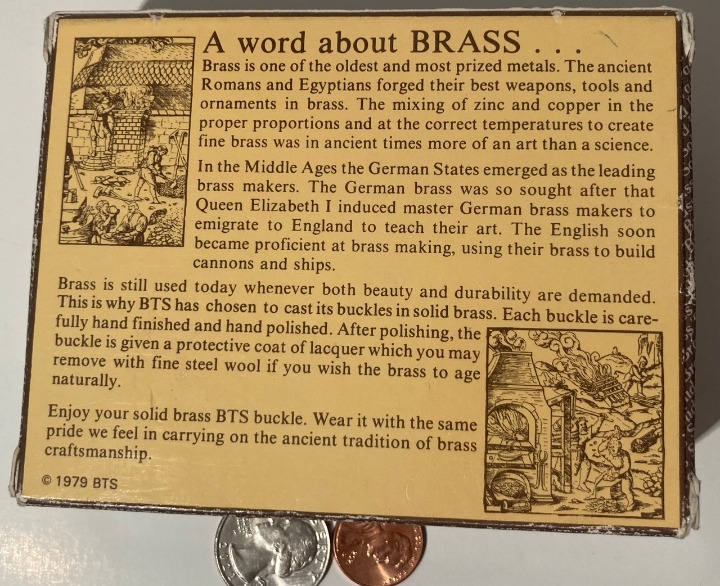 A word about BRASS . . .
Brass is one of the oldest and most prized metals. The ancient
Romans and Egyptians forged their best weapons, tools and
ornaments in brass. The mixing of zinc and copper in the
proper proportions and at the correct temperatures to create
fine brass was in ancient times more of an art than a science.
In the Middle Ages the German States emerged as the leading
brass makers. The German brass was so sought after that
Queen Elizabeth I induced master German brass makers to
emigrate to England to teach their art. The English soon
became proficient at brass making, using their brass to build
cannons and ships.
Brass is still used today whenever both beauty and durability are demanded.
This is why BTS has chosen to cast its buckles in solid brass. Each buckle is care-
fully hand finished and hand polished. After polishing, the
buckle is given a protective coat of lacquer which you may
remove with fine steel wool if you wish the brass to age
naturally.
Enjoy your solid brass BTS buckle. Wear it with the same
pride we feel in carrying on the ancient tradition of brass
craftsmanship.
© 1979 BTS